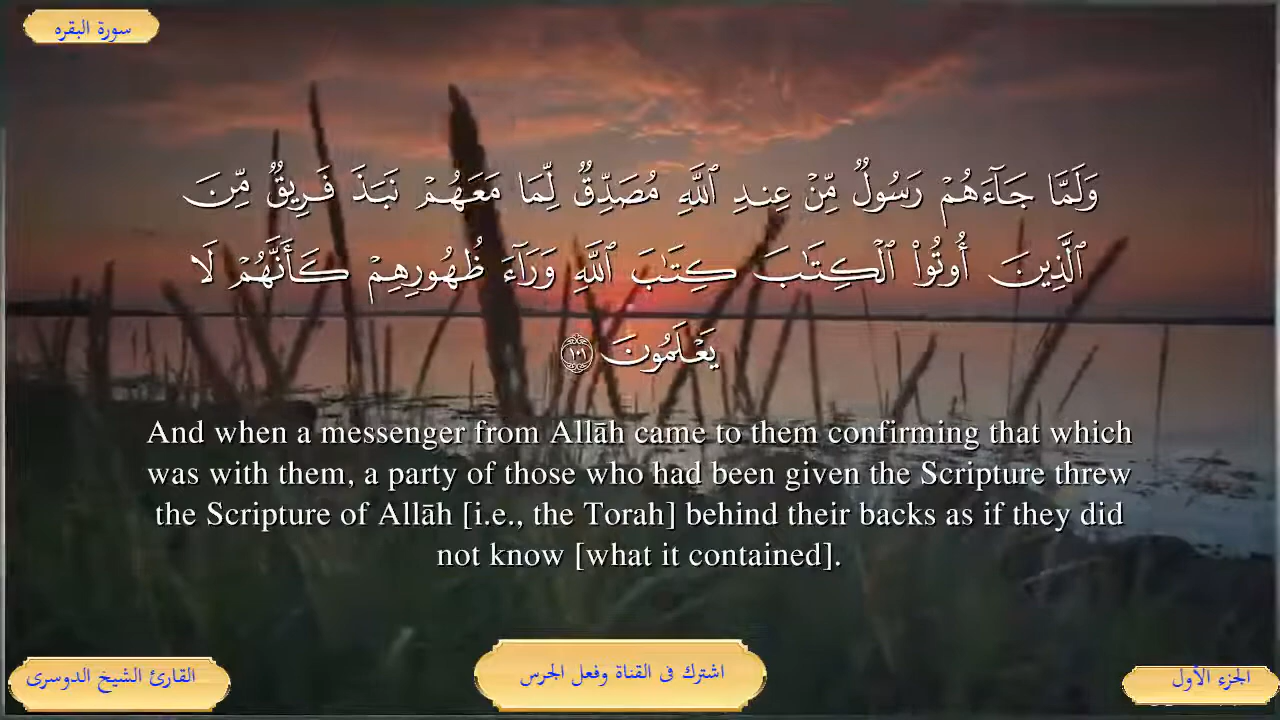 سورة البقره
وَلَمَّا جَآءَهُمْ رَسُولٌ مِّنْ عِندِ ٱللَّهِ مُصَدِّقٌ لِّمَا مَعَهُمْ نَبَذَ فَرِيقٌ مِّنَ
ٱلَّذِينَ أُوتُوا۟ ٱلْكِتَٰبَ كِتَٰبَ ٱللَّهِ وَرَآءَ ظُهُورِهِمْ كَأَنَّهُمْ لَا
يَعْلَمُونَ ١٠١
And when a messenger from Allāh came to them confirming that which
was with them, a party of those who had been given the Scripture threw
the Scripture of Allāh [i.e., the Torah] behind their backs as if they did
not know [what it contained].
القارئ الشيخ الدوسرى
اشترك فى القناة وفعل الجرس
الجزء الأول